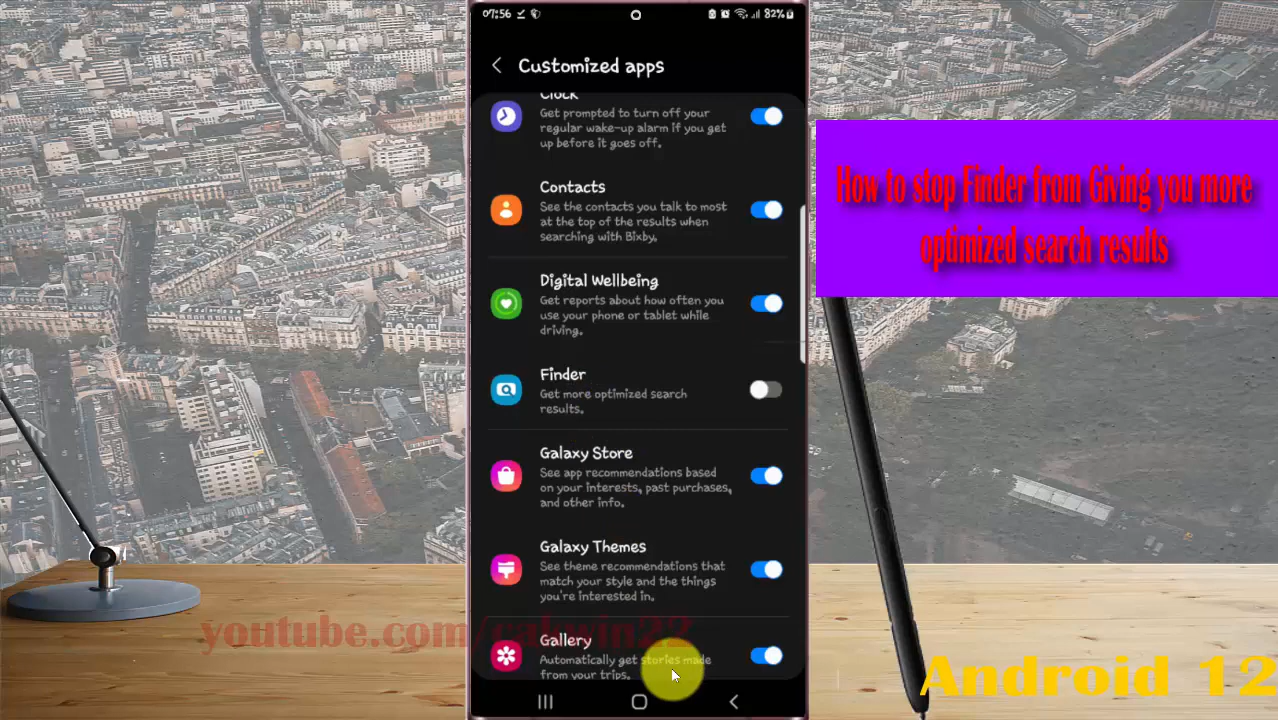 07:56
82%
Customized apps
Clock
Get prompted to turn off your
regular wake-up alarm if you get
up before it goes off.
Contacts
See the contacts you talk to most
at the top of the results when
searching with Bixby.
Digital Wellbeing
Get reports about how often you
use your phone or tablet while
driving.
Finder
Get more optimized search
results.
Galaxy Store
See app recommendations based
on your interests, past purchases,
and other info.
Galaxy Themes
See theme recommendations that
match your style and the things
you're interested in.
Gallery
Automatically get stories made
from your trips.
How to stop Finder from Giving you more
optimized search results
youtube.com/cakwin22
Android 12